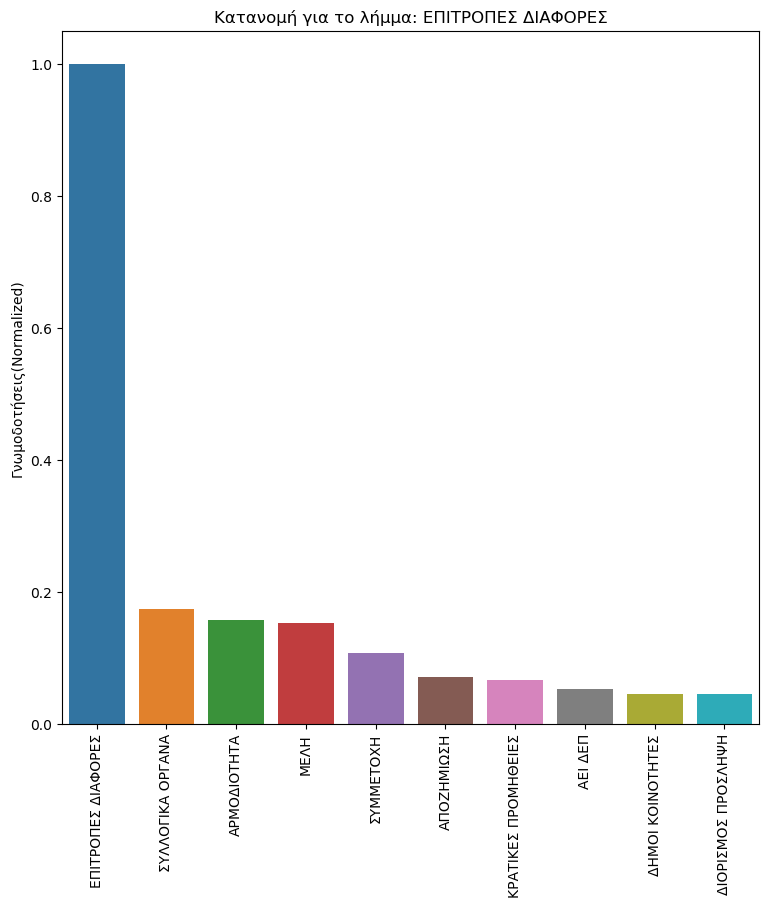 Κατανομή για το λήμμα: ΕΠΙΤΡΟΠΕΣ ΔΙΑΦΟΡΕΣ
Γνωμοδοτήσεις(Normalized)
1.0
0.8
0.6
0.4
0.2
0.0
ΕΠΙΤΡΟΠΕΣ ΔΙΑΦΟΡΕΣ
ΣΥΛΛΟΓΙΚΑ ΟΡΓΑΝΑ
ΑΡΜΟΔΙΟΤΗΤΑ
ΜΕΛΗ
ΣΥΜΜΕΤΟΧΗ
ΑΠΟΖΗΜΙΩΣΗ
ΚΡΑΤΙΚΕΣ ΠΡΟΜΗΘΕΙΕΣ
ΑΕΙ ΔΕΠ
ΔΗΜΟΙ ΚΟΙΝΟΤΗΤΕΣ
ΔΙΟΡΙΣΜΟΣ ΠΡΟΣΛΗΨΗ